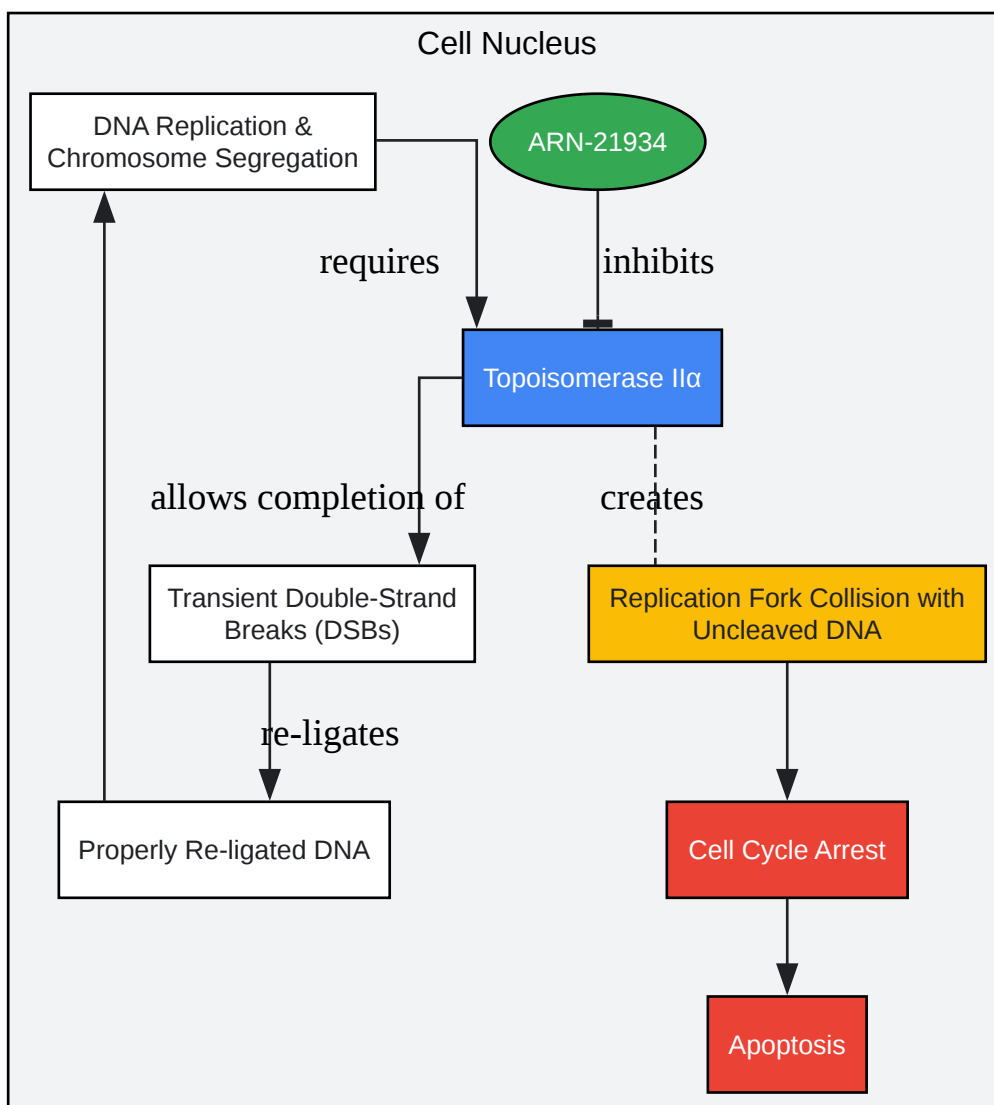 Cell Nucleus
DNA Replication &
Chromosome Segregation
ARN-21934
requires
inhibits
Topoisomerase IIα
allows completion of
creates
Transient Double-Strand
Breaks (DSBs)
Replication Fork Collision with
Uncleaved DNA
re-ligates
Properly Re-ligated DNA
Cell Cycle Arrest
Apoptosis